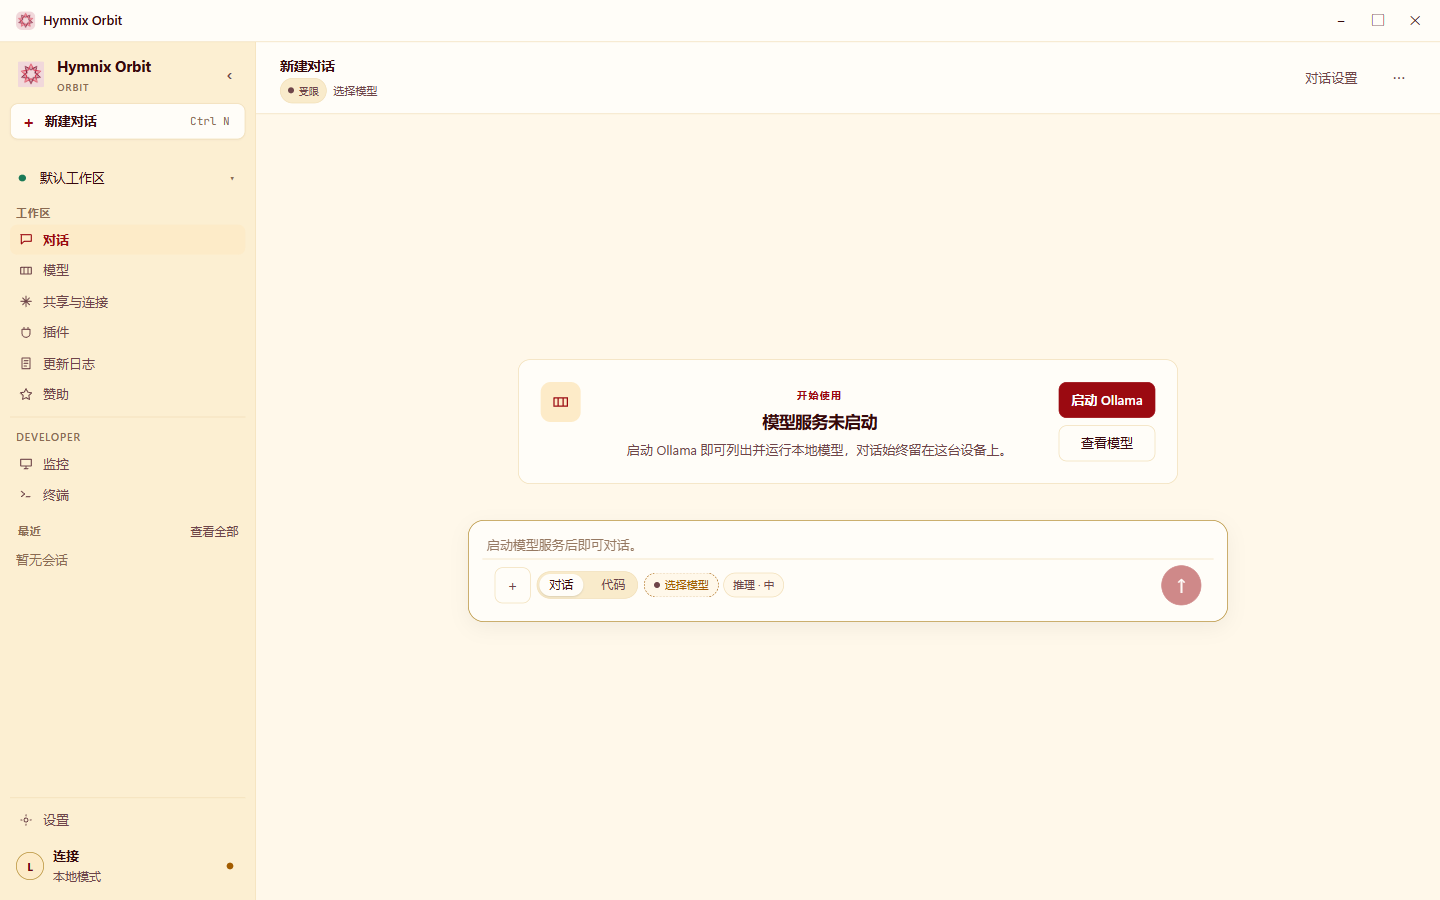 Hymnix Orbit
Hymnix Orbit
ORBIT
新建对话 Ctrl N
默认工作区
工作区
对话
模型
共享与连接
插件
更新日志
赞助
DEVELOPER
监控
终端
最近 查看全部
暂无会话
设置
L
连接
本地模式
新建对话
受限 选择模型
对话设置
开始使用
模型服务未启动
启动 Ollama 即可列出并运行本地模型，对话始终留在这台设备上。
启动 Ollama
查看模型
启动模型服务后即可对话。
对话 代码 选择模型 推理 · 中